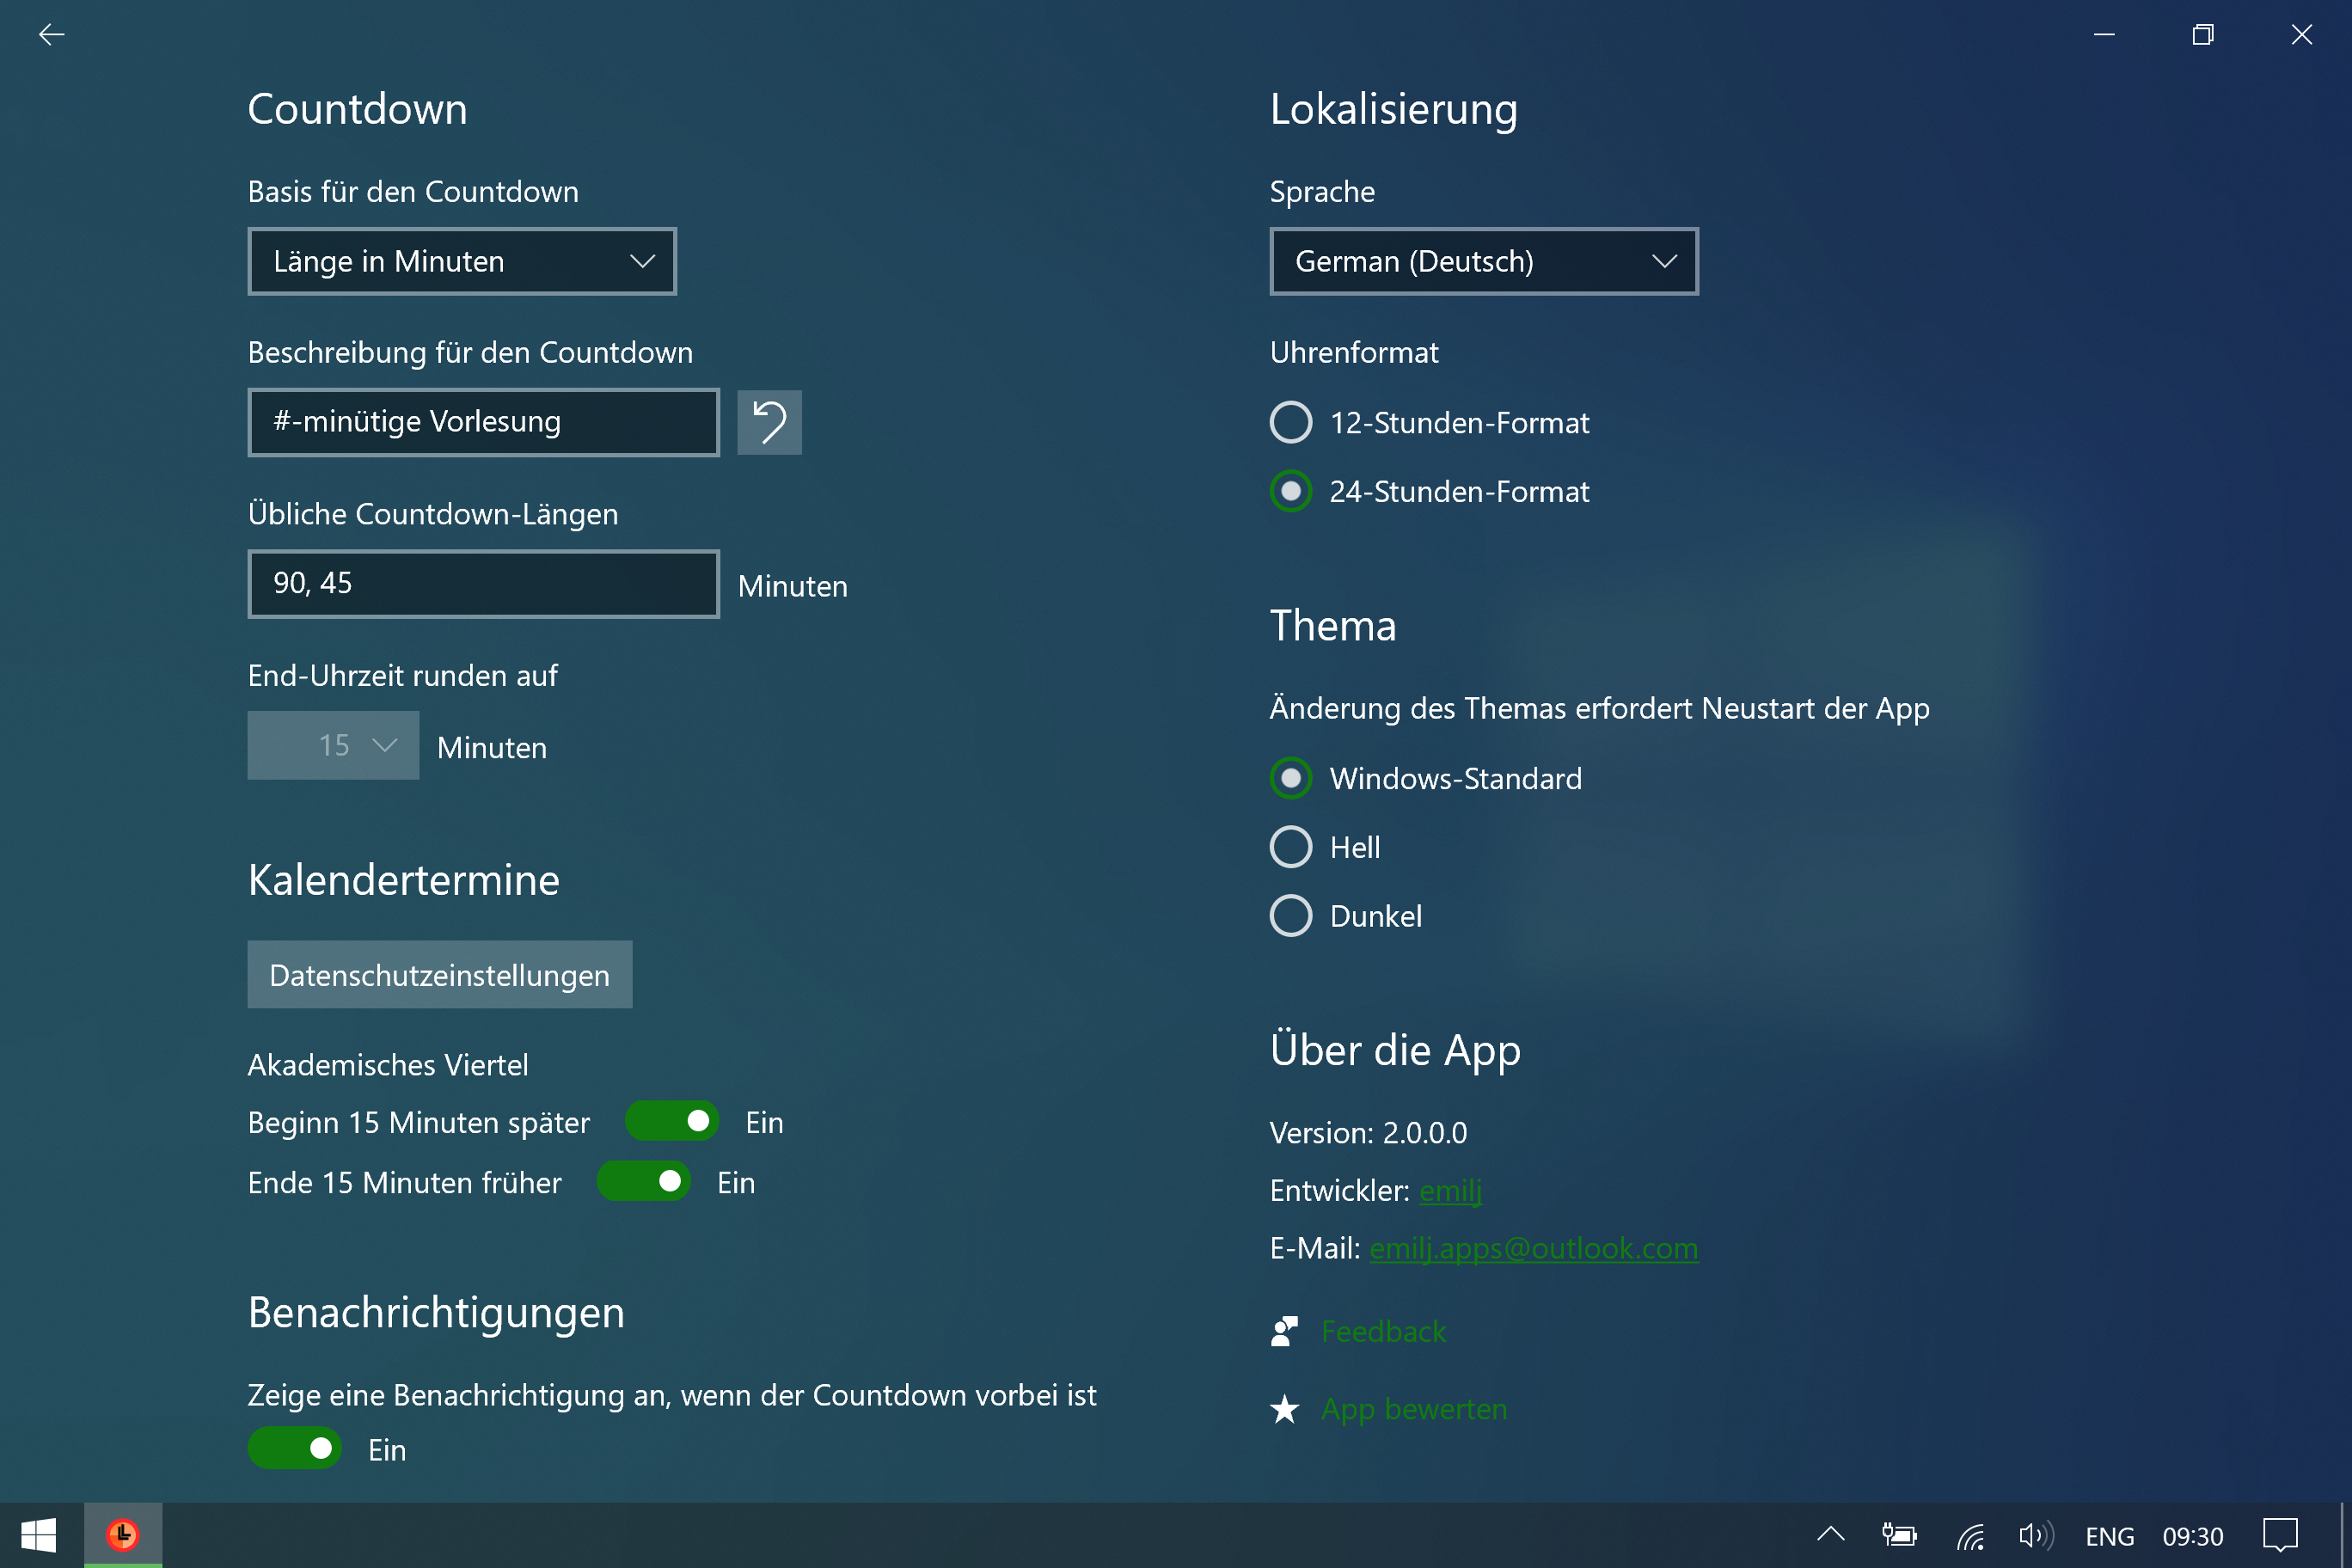 Countdown
Basis für den Countdown
Länge in Minuten
Beschreibung für den Countdown
#-minütige Vorlesung
Übliche Countdown-Längen
90, 45
Minuten
End-Uhrzeit runden auf
15
Minuten
Kalendertermine
Datenschutzeinstellungen
Akademisches Viertel
Beginn 15 Minuten später
Ein
Ende 15 Minuten früher
Ein
Benachrichtigungen
Zeige eine Benachrichtigung an, wenn der Countdown vorbei ist
Ein
Lokalisierung
Sprache
German (Deutsch)
Uhrenformat
12-Stunden-Format
24-Stunden-Format
Thema
Änderung des Themas erfordert Neustart der App
Windows-Standard
Hell
Dunkel
Über die App
Version: 2.0.0.0
Entwickler: emilj
E-Mail: emilj.apps@outlook.com
Feedback
App bewerten
ENG
09:30